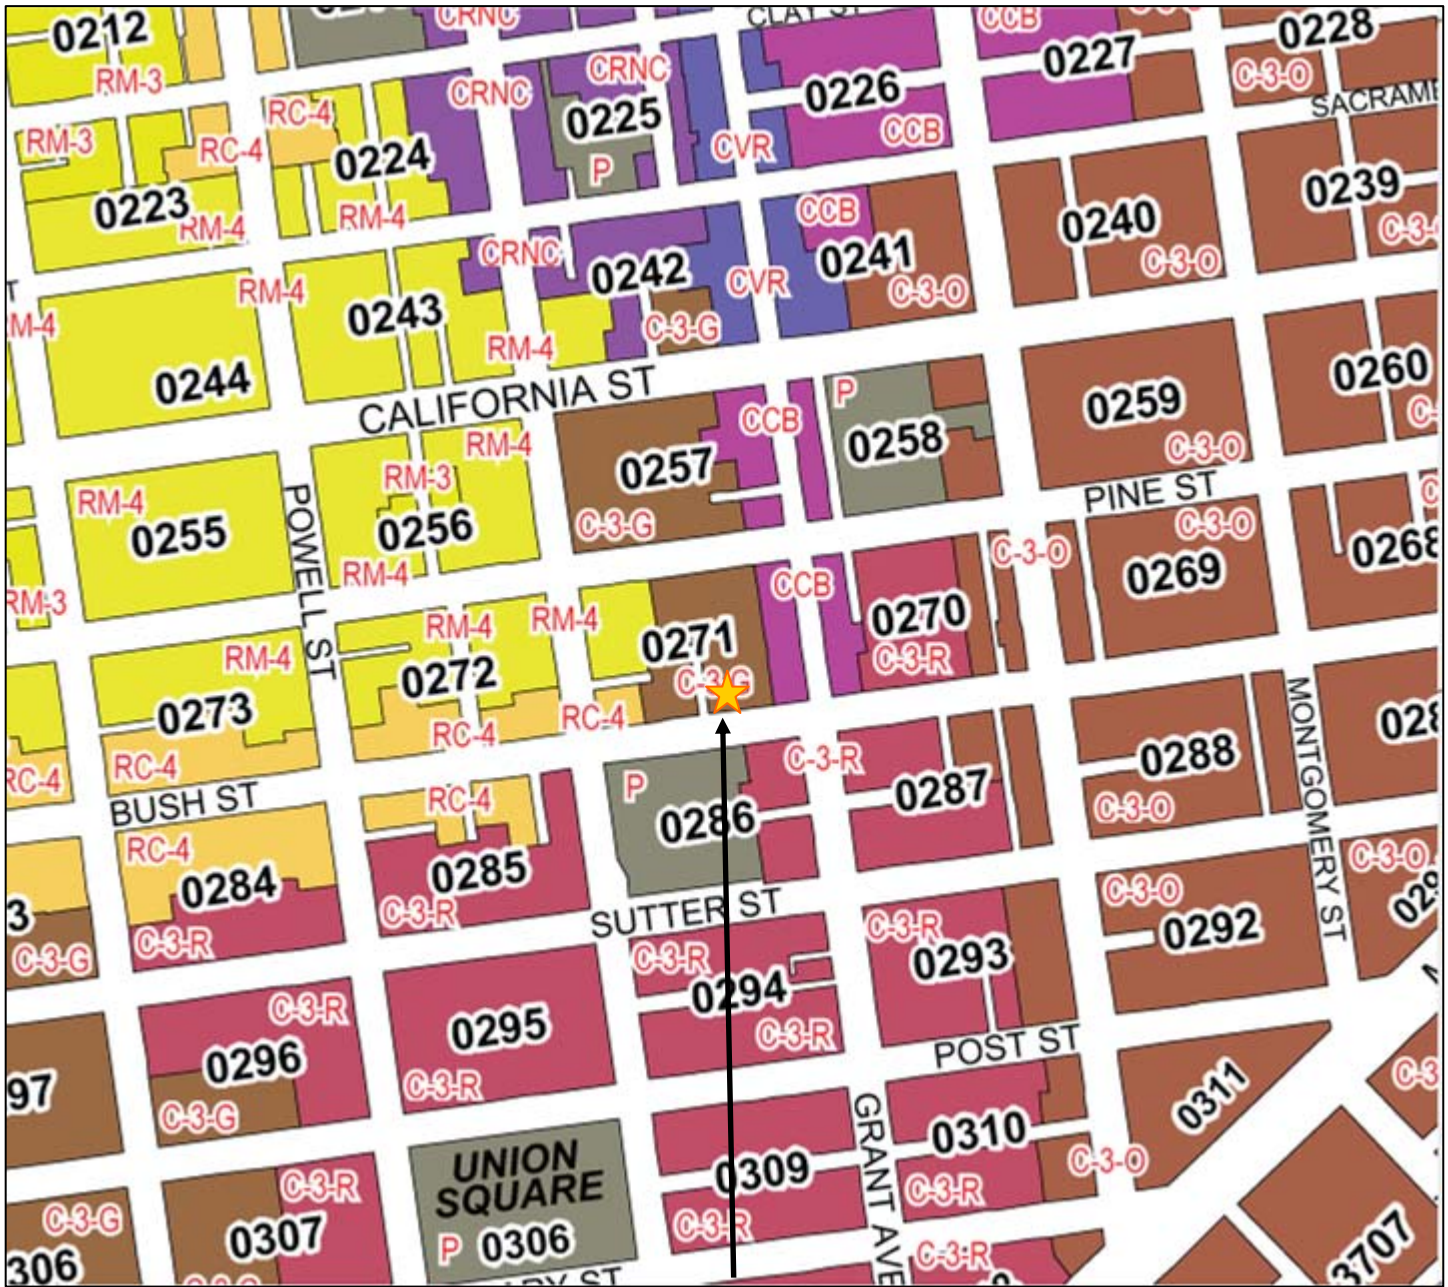 0212
RM-3
CRNC
CLAY ST
CCB
0227
0228
C-3-O
RM-3
RC-4
RC-4
0224
CRNC
CRNC
0225
P
CVR
0226
CCB
0223
RM-4
RM-4
CCB
0240
C-3-O
0239
RM-4
0243
CRNC
0242
CVR
0241
C-3-O
M-4
0244
RM-4
C-3-G
CALIFORNIA ST
RM-4
RM-3
0257
CCB
P
0258
0259
C-3-O
0260
RM-4
0255
POWELL ST
0256
RM-4
C-3-G
PINE ST
C-3-O
0269
0268
RM-3
RM-4
0273
RM-4
0272
RM-4
0271
C-3-G
CCB
0270
C-3-R
C-3-O
RC-4
RC-4
RC-4
RC-4
BUSH ST
RC-4
P
0286
C-3-R
0287
0288
C-3-O
MONTGOMERY ST
RC-4
0284
C-3-R
0285
C-3-R
SUTTER ST
C-3-O
C-3-O
0292
C-3-G
C-3-R
0294
C-3-R
C-3-R
0293
C-3-R
0296
C-3-G
0295
C-3-R
POST ST
97
UNION
SQUARE
P 0306
0309
C-3-R
GRANT AVE
0310
C-3-R
C-3-O
0311
C-3-G
306
C-3-R
0307
C-3-R
3707